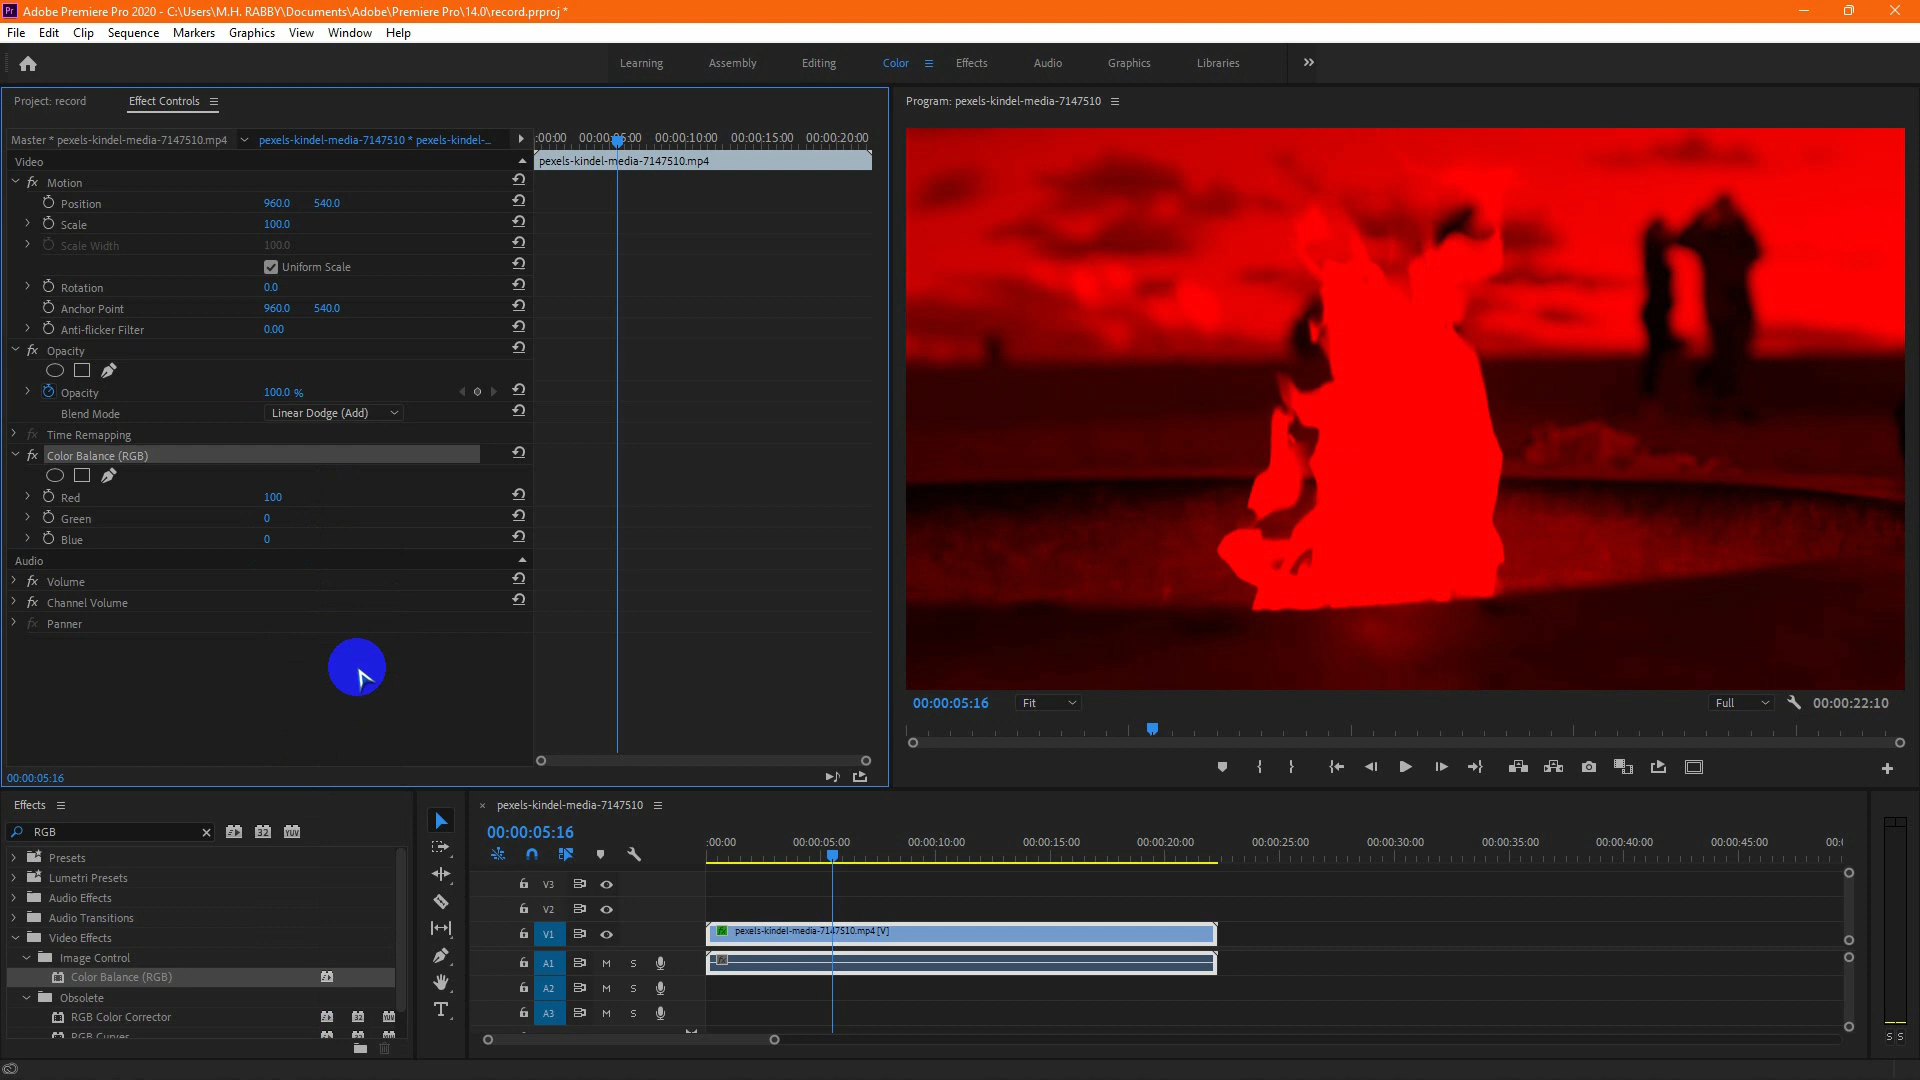 Adobe Premiere Pro 2020 - C:\Users\M.H. RABBY\Documents\Adobe\Premiere Pro\14.0\record.prproj *
File Edit Clip Sequence Markers Graphics View Window Help
Learning Assembly Editing Color Effects Audio Graphics Libraries
Project: record Effect Controls
Program: pexels-kindel-media-7147510
Master * pexels-kindel-media-7147510.mp4 pexels-kindel-media-7147510 * pexels-kindel-...
:00:00 00:00:05:00 00:00:10:00 00:00:15:00 00:00:20:00
Video
pexels-kindel-media-7147510.mp4
fx Motion
Position 960.0 540.0
Scale 100.0
Scale Width 100.0
Uniform Scale
Rotation 0.0
Anchor Point 960.0 540.0
Anti-flicker Filter 0.00
fx Opacity
Opacity 100.0 %
Blend Mode Linear Dodge (Add)
fx Time Remapping
fx Color Balance (RGB)
Red 100
Green 0
Blue 0
Audio
fx Volume
fx Channel Volume
fx Panner
00:00:05:16
00:00:05:16 Fit Full 00:00:22:10
Effects
RGB
32 YUV
Presets
Lumetri Presets
Audio Effects
Audio Transitions
Video Effects
Image Control
Color Balance (RGB)
Obsolete
RGB Color Corrector
RGB Curves
pexels-kindel-media-7147510
00:00:05:16
:00:00 00:00:05:00 00:00:10:00 00:00:15:00 00:00:20:00 00:00:25:00 00:00:30:00 00:00:35:00 00:00:40:00 00:00:45:00 00:
V3
V2
V1 fx pexels-kindel-media-7147510.mp4 [V]
A1 M S fx
A2 M S
A3 M S
S S